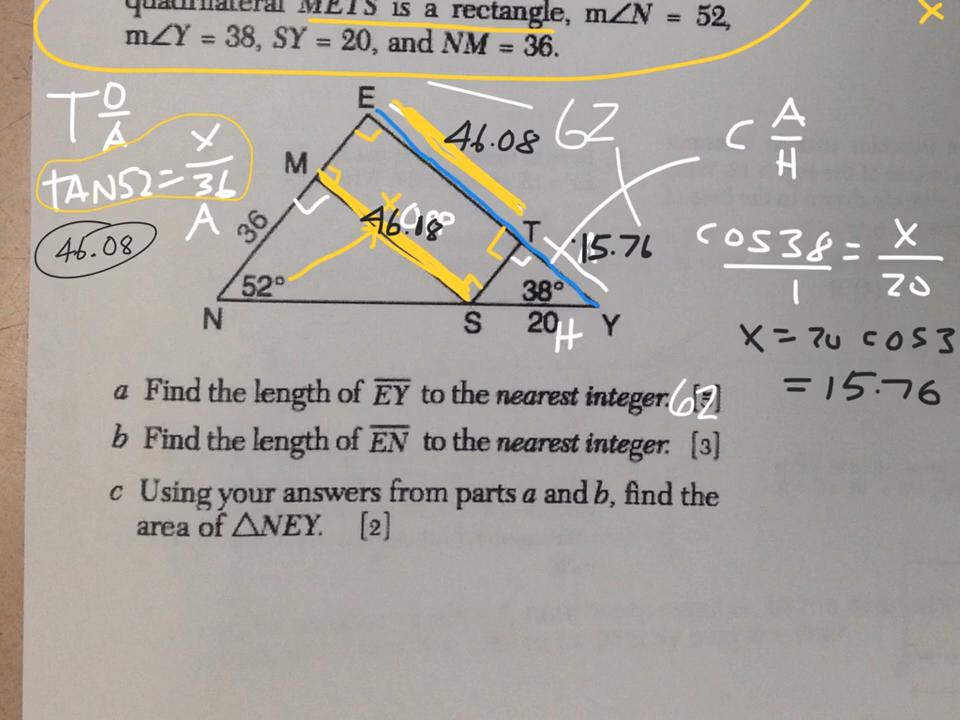 quadrilateral METS is a rectangle, m∠N = 52,
m∠Y = 38, SY = 20, and NM = 36.
T O/A
TAN52 = X/36
A
46.08
E
M
36
46.08
62
C A/H
X
46.18
T
15.76
COS38/1 = X/20
52°
38°
N
S
20
H
Y
X = 20 COS3
= 15.76
a Find the length of EY to the nearest integer. 62
b Find the length of EN to the nearest integer. [3]
c Using your answers from parts a and b, find the
area of △NEY. [2]